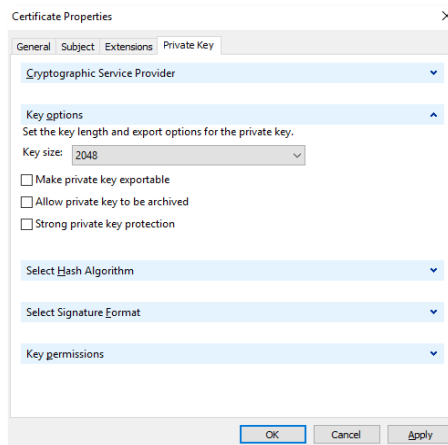 Certificate Properties
General Subject Extensions Private Key
Cryptographic Service Provider
Key options
Set the key length and export options for the private key.
Key size: 2048
Make private key exportable
Allow private key to be archived
Strong private key protection
Select Hash Algorithm
Select Signature Format
Key permissions
OK Cancel Apply